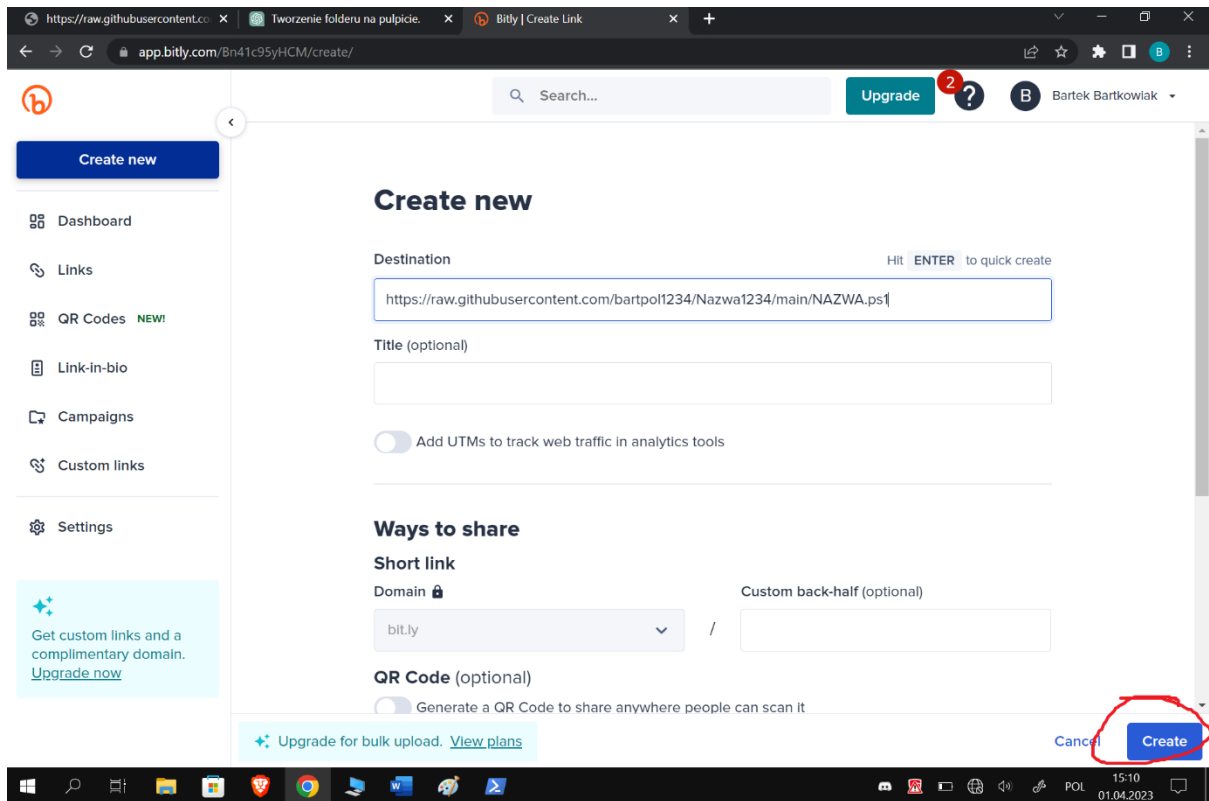 https://raw.githubusercontent.co
Tworzenie folderu na pulpicie.
Bitly | Create Link
app.bitly.com/Bn41c95yHCM/create/
B
Search...
Upgrade
2
?
B
Bartek Bartkowiak
Create new
Dashboard
Links
QR Codes NEW!
Link-in-bio
Campaigns
Custom links
Settings
Get custom links and a
complimentary domain.
Upgrade now
Create new
Destination
Hit ENTER to quick create
https://raw.githubusercontent.com/bartpol1234/Nazwa1234/main/NAZWA.ps1
Title (optional)
Add UTMs to track web traffic in analytics tools
Ways to share
Short link
Domain
Custom back-half (optional)
bit.ly
/
QR Code (optional)
Generate a QR Code to share anywhere people can scan it
Upgrade for bulk upload. View plans
Cancel
Create
POL
15:10
01.04.2023